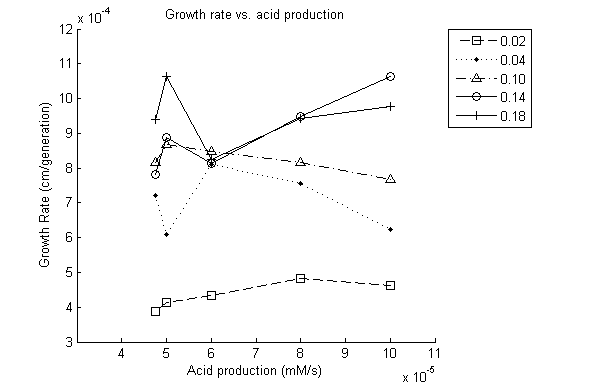 Growth rate vs. acid production
x 10⁻⁴
12
11
10
9
8
7
6
5
4
3
Growth Rate (cm/generation)
4 5 6 7 8 9 10 11
Acid production (mM/s)
x 10⁻⁵
0.02
0.04
0.10
0.14
0.18